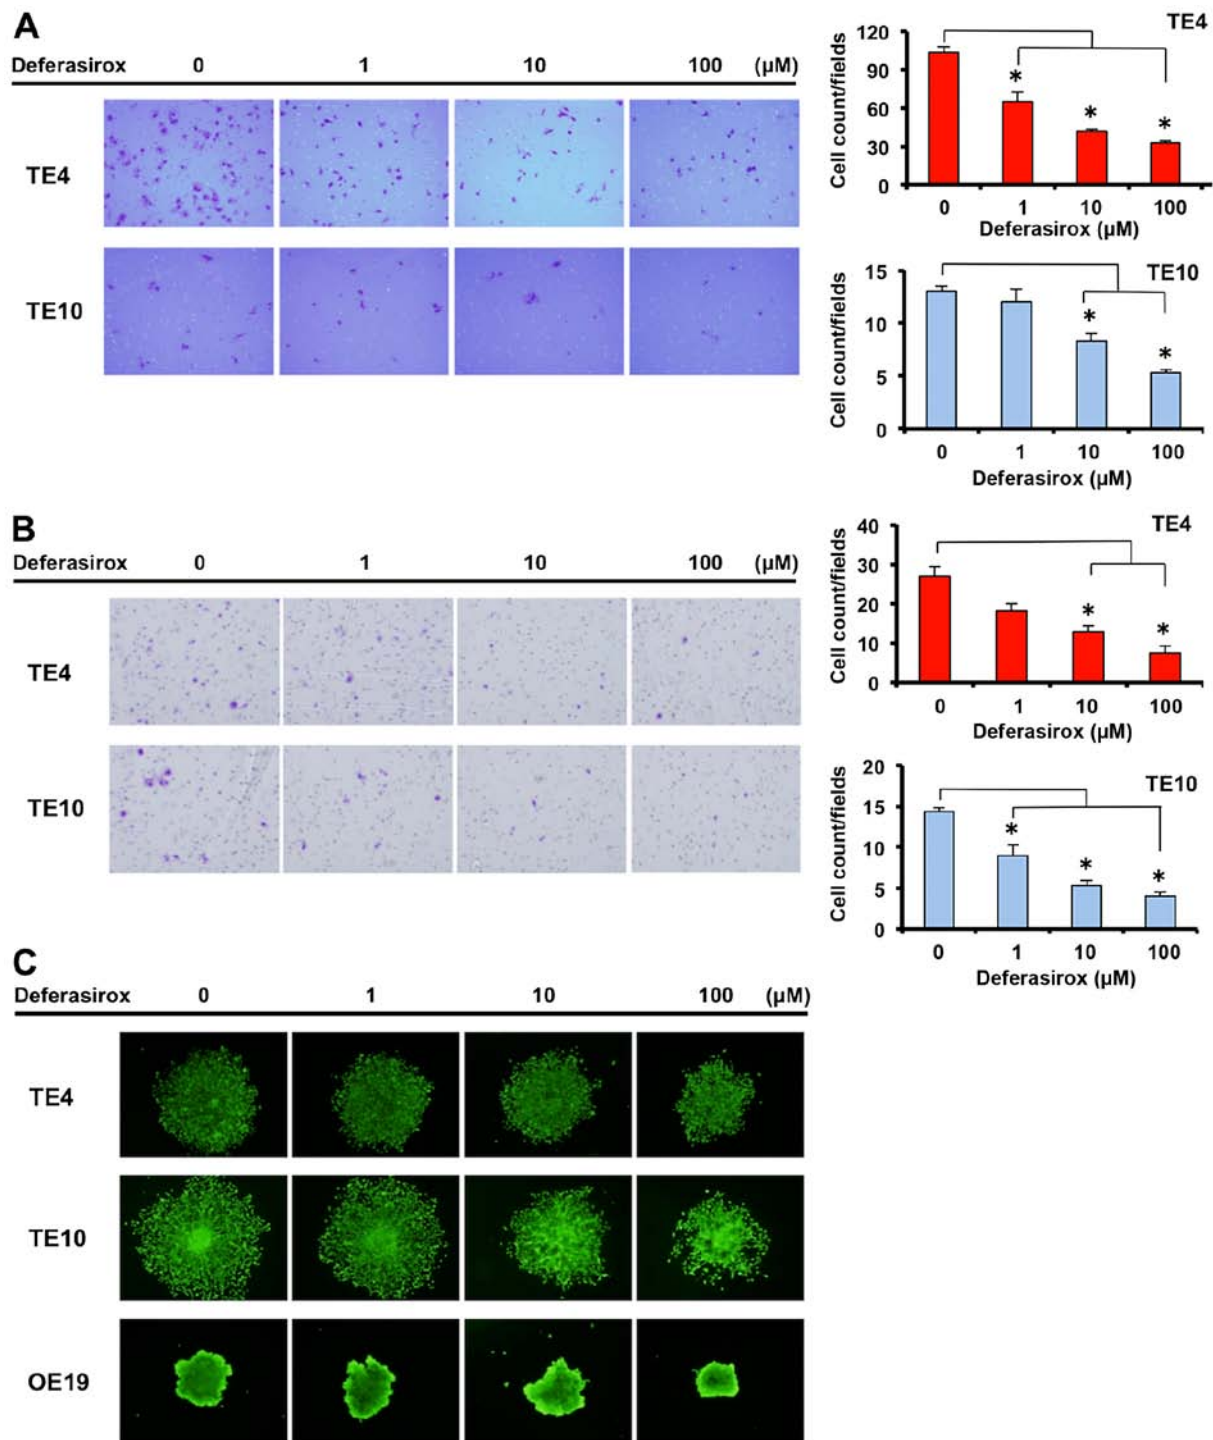 A
Deferasirox 0 1 10 100 (µM)
TE4
TE10
TE4
Cell count/fields
120
90
60
30
0
0 1 10 100
Deferasirox (µM)
TE10
Cell count/fields
15
10
5
0
0 1 10 100
Deferasirox (µM)
* * *
* *
B
Deferasirox 0 1 10 100 (µM)
TE4
TE10
TE4
Cell count/fields
40
30
20
10
0
* *
0 1 10 100
Deferasirox (µM)
TE10
Cell count/fields
20
15
10
5
0
* * *
0 1 10 100
Deferasirox (µM)
C
Deferasirox 0 1 10 100 (µM)
TE4
TE10
OE19